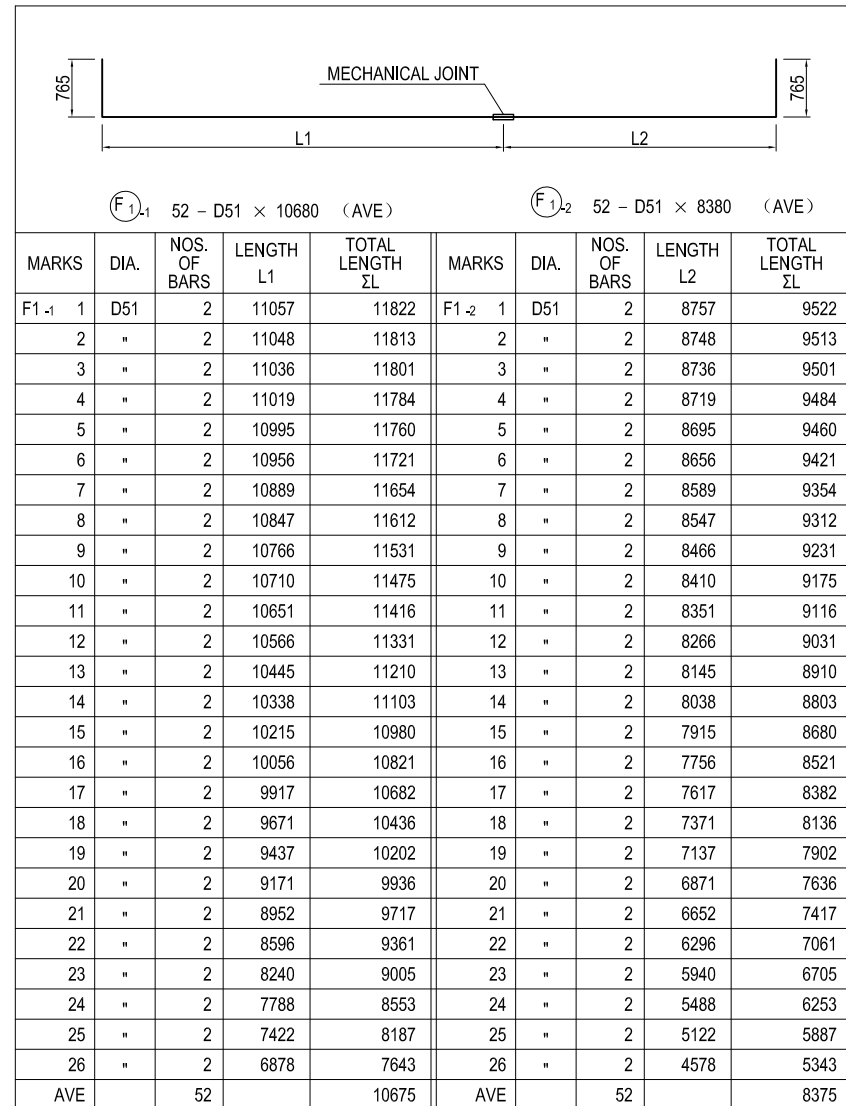 765
MECHANICAL JOINT
765
L1 L2
F 1 -1 52 – D51 × 10680 （AVE） F 1 -2 52 – D51 × 8380 （AVE）
MARKS DIA. NOS. OF BARS LENGTH L1 TOTAL LENGTH ΣL MARKS DIA. NOS. OF BARS LENGTH L2 TOTAL LENGTH ΣL
F1 -1 1 D51 2 11057 11822 F1 -2 1 D51 2 8757 9522
2 " 2 11048 11813 2 " 2 8748 9513
3 " 2 11036 11801 3 " 2 8736 9501
4 " 2 11019 11784 4 " 2 8719 9484
5 " 2 10995 11760 5 " 2 8695 9460
6 " 2 10956 11721 6 " 2 8656 9421
7 " 2 10889 11654 7 " 2 8589 9354
8 " 2 10847 11612 8 " 2 8547 9312
9 " 2 10766 11531 9 " 2 8466 9231
10 " 2 10710 11475 10 " 2 8410 9175
11 " 2 10651 11416 11 " 2 8351 9116
12 " 2 10566 11331 12 " 2 8266 9031
13 " 2 10445 11210 13 " 2 8145 8910
14 " 2 10338 11103 14 " 2 8038 8803
15 " 2 10215 10980 15 " 2 7915 8680
16 " 2 10056 10821 16 " 2 7756 8521
17 " 2 9917 10682 17 " 2 7617 8382
18 " 2 9671 10436 18 " 2 7371 8136
19 " 2 9437 10202 19 " 2 7137 7902
20 " 2 9171 9936 20 " 2 6871 7636
21 " 2 8952 9717 21 " 2 6652 7417
22 " 2 8596 9361 22 " 2 6296 7061
23 " 2 8240 9005 23 " 2 5940 6705
24 " 2 7788 8553 24 " 2 5488 6253
25 " 2 7422 8187 25 " 2 5122 5887
26 " 2 6878 7643 26 " 2 4578 5343
AVE 52 10675 AVE 52 8375